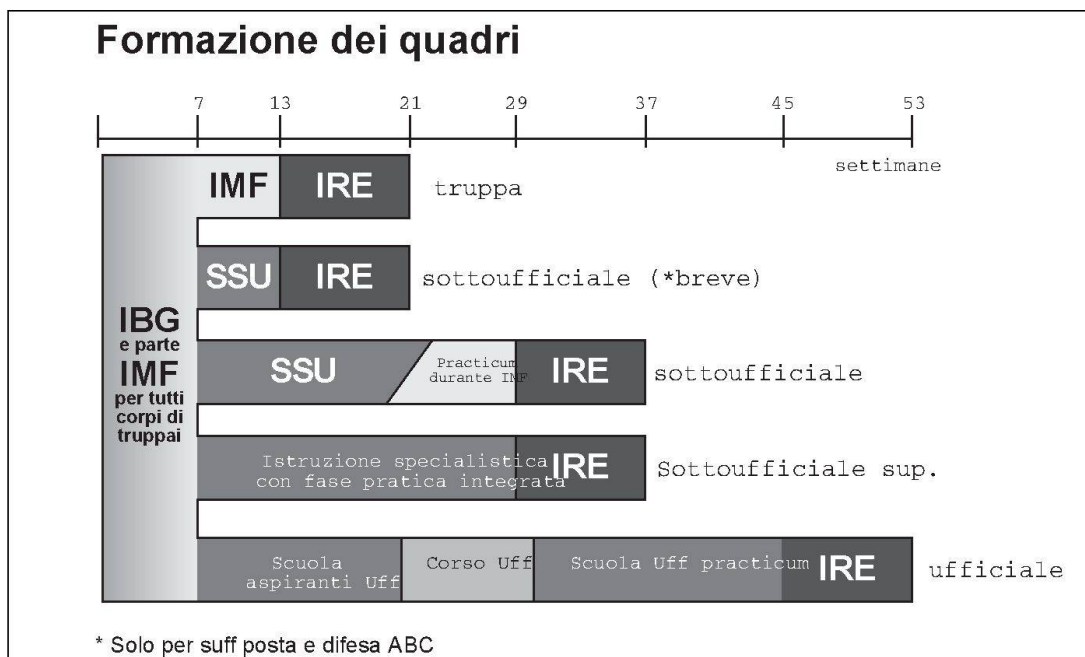 Formazione dei quadri
7 13 21 29 37 45 53
settimane
IMF IRE truppa
SSU IRE sottoufficiale (*breve)
IBG
e parte
IMF
per tutti
corpi di
truppai
SSU Practicum
durante IMF IRE sottoufficiale
Istruzione specialistica
con fase pratica integrata IRE Sottoufficiale sup.
Scuola
aspiranti Uff Corso Uff Scuola Uff practicum IRE ufficiale
* Solo per suff posta e difesa ABC